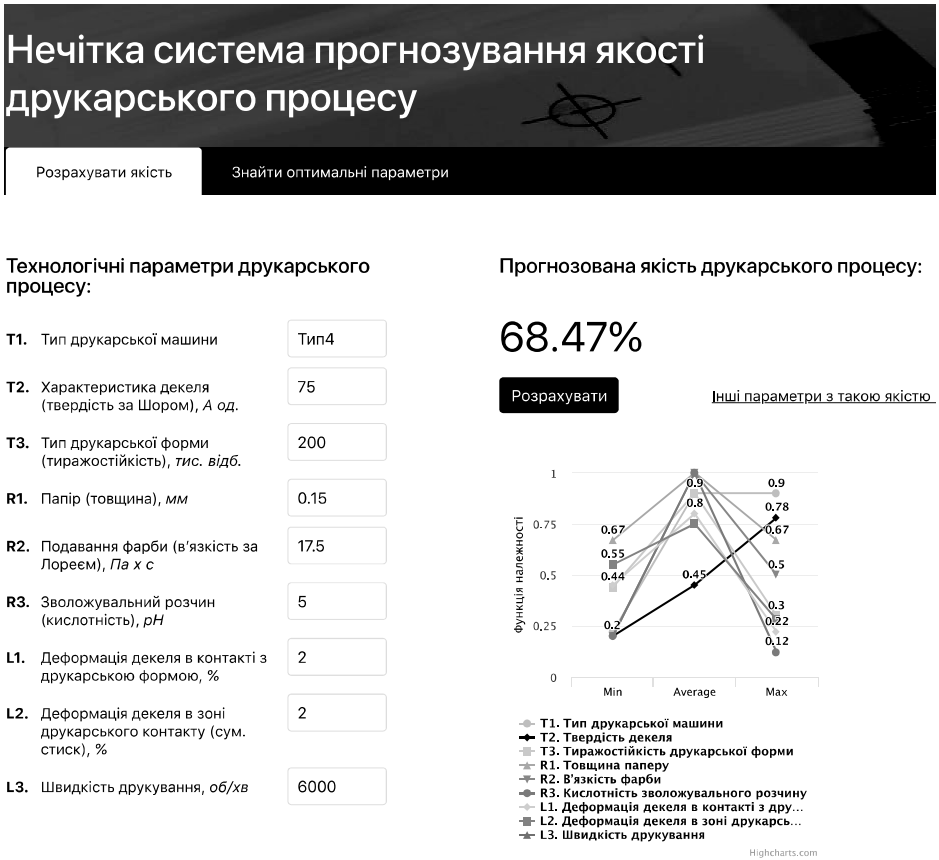 Нечітка система прогнозування якості
друкарського процесу
Розрахувати якість
Знайти оптимальні параметри
Технологічні параметри друкарського
процесу:
T1. Тип друкарської машини Тип4
T2. Характеристика декеля 75
(твердість за Шором), А од.
T3. Тип друкарської форми 200
(тиражостійкість), тис. відб.
R1. Папір (товщина), мм 0.15
R2. Подавання фарби (в'язкість за 17.5
Лореєм), Па х с
R3. Зволожувальний розчин 5
(кислотність), pH
L1. Деформація декеля в контакті з 2
друкарською формою, %
L2. Деформація декеля в зоні 2
друкарського контакту (сум.
стиск), %
L3. Швидкість друкування, об/хв 6000
Прогнозована якість друкарського процесу:
68.47%
Розрахувати
Інші параметри з такою якістю
Функція належності
1
0.75
0.5
0.25
0
0.67
0.55
0.44
0.2
0.9
0.8
0.45
0.9
0.78
0.67
0.5
0.3
0.22
0.12
Min Average Max
T1. Тип друкарської машини
T2. Твердість декеля
T3. Тиражостійкість друкарської форми
R1. Товщина паперу
R2. В'язкість фарби
R3. Кислотність зволожувального розчину
L1. Деформація декеля в контакті з дру...
L2. Деформація декеля в зоні друкарсь...
L3. Швидкість друкування
Highcharts.com